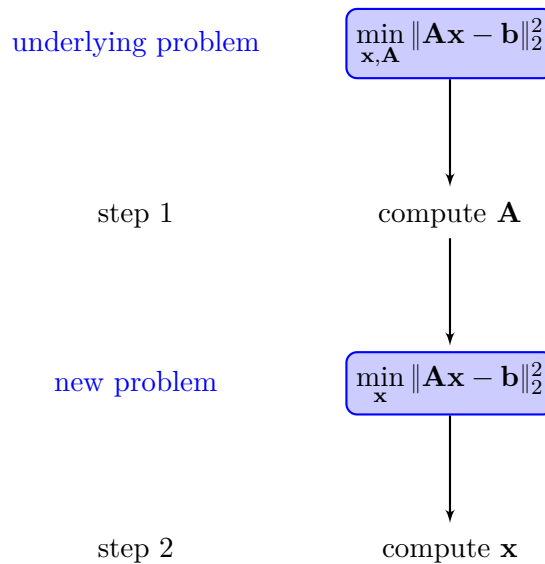 underlying problem min ‖Ax − b‖₂²
x,A
step 1 compute A
new problem min ‖Ax − b‖₂²
x
step 2 compute x